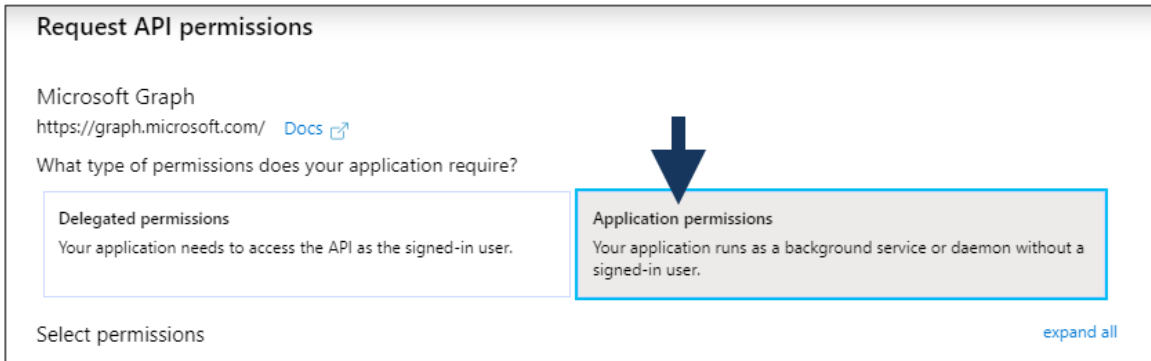 Request API permissions
Microsoft Graph
https://graph.microsoft.com/ Docs
What type of permissions does your application require?
Delegated permissions
Your application needs to access the API as the signed-in user.
Application permissions
Your application runs as a background service or daemon without a
signed-in user.
Select permissions
expand all